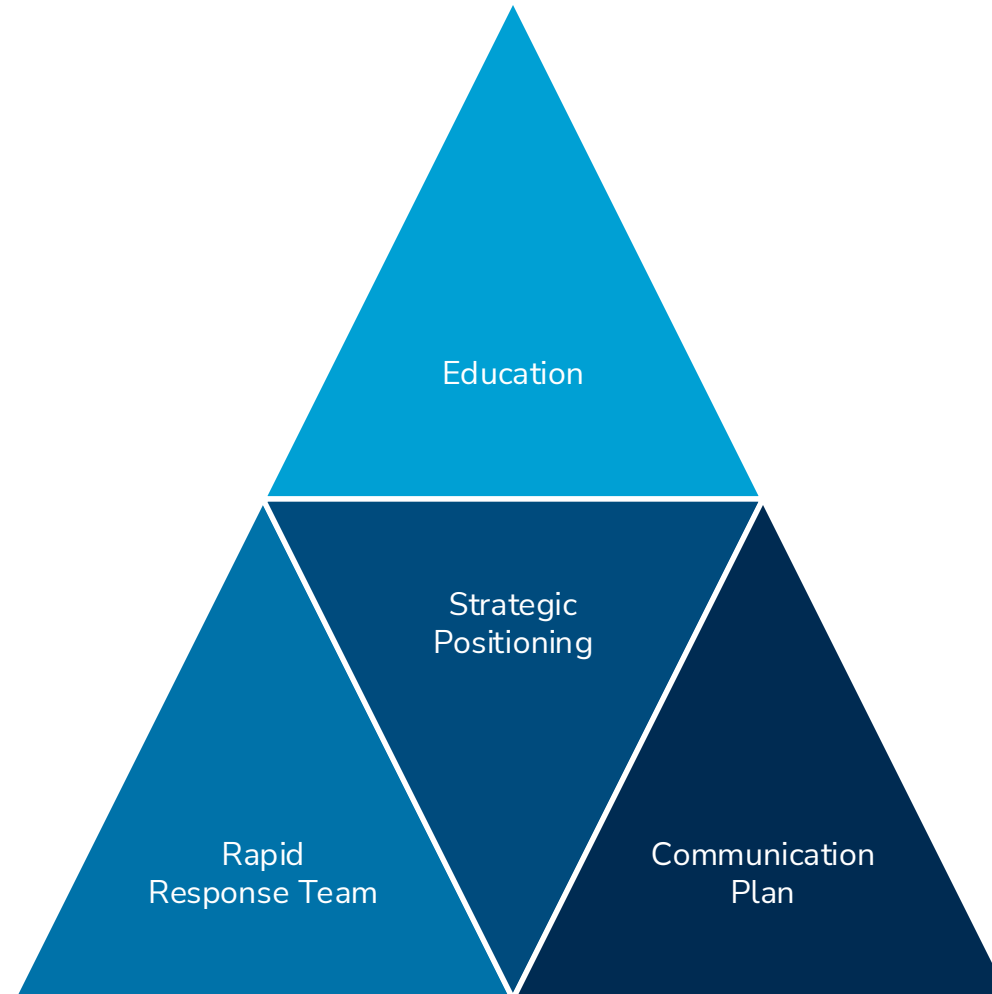 Education
Strategic
Positioning
Rapid
Response Team
Communication
Plan